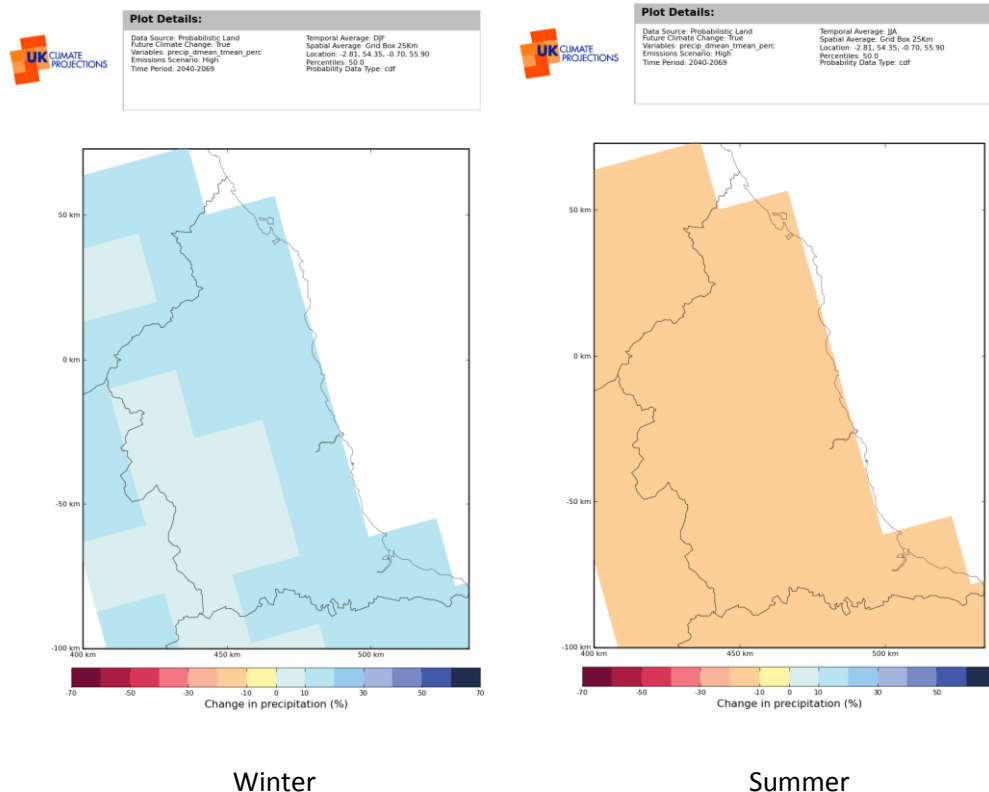 UK CLIMATE
PROJECTIONS
Plot Details:
Data Source: Probabilistic Land
Future Climate Change: True
Variables: precip_dmean_tmean_perc
Emissions Scenario: High
Time Period: 2040-2069
Temporal Average: DJF
Spatial Average: Grid Box 25Km
Location: -2.81, 54.35, -0.70, 55.90
Percentiles: 50.0
Probability Data Type: cdf
50 km
0 km
-50 km
-100 km
400 km 450 km 500 km
-70 -50 -30 -10 0 10 30 50 70
Change in precipitation (%)
Winter
UK CLIMATE
PROJECTIONS
Plot Details:
Data Source: Probabilistic Land
Future Climate Change: True
Variables: precip_dmean_tmean_perc
Emissions Scenario: High
Time Period: 2040-2069
Temporal Average: JJA
Spatial Average: Grid Box 25Km
Location: -2.81, 54.35, -0.70, 55.90
Percentiles: 50.0
Probability Data Type: cdf
50 km
0 km
-50 km
-100 km
400 km 450 km 500 km
-70 -50 -30 -10 0 10 30 50
Change in precipitation (%)
Summer